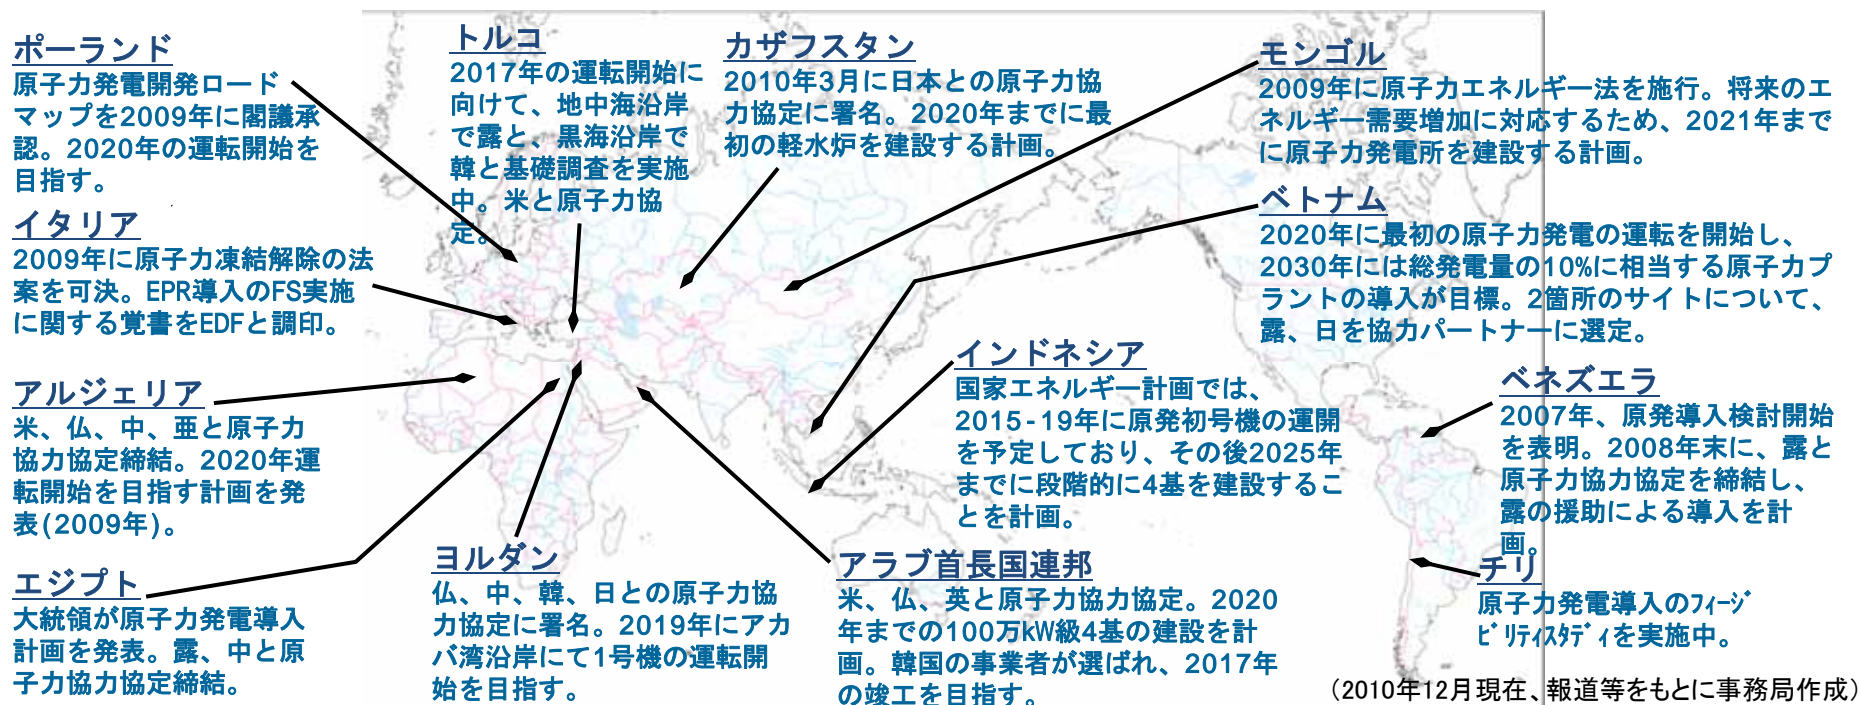 ポーランド
原子力発電開発ロード
マップを2009年に閣議承
認。2020年の運転開始を
目指す。
イタリア
2009年に原子力凍結解除の法
案を可決。EPR導入のFS実施
に関する覚書をEDFと調印。
アルジェリア
米、仏、中、亜と原子力
協力協定締結。2020年運
転開始を目指す計画を発
表(2009年)。
エジプト
大統領が原子力発電導入
計画を発表。露、中と原
子力協力協定締結。
トルコ
2017年の運転開始に
向けて、地中海沿岸
で露と、黒海沿岸で
韓と基礎調査を実施
中。米と原子力協
定。
カザフスタン
2010年3月に日本との原子力協
力協定に署名。2020年までに最
初の軽水炉を建設する計画。
モンゴル
2009年に原子力エネルギー法を施行。将来のエ
ネルギー需要増加に対応するため、2021年まで
に原子力発電所を建設する計画。
ベトナム
2020年に最初の原子力発電の運転を開始し、
2030年には総発電量の10%に相当する原子力プ
ラントの導入が目標。2箇所のサイトについて、
露、日を協力パートナーに選定。
インドネシア
国家エネルギー計画では、
2015-19年に原発初号機の運開
を予定しており、その後2025年
までに段階的に4基を建設するこ
とを計画。
ベネズエラ
2007年、原発導入検討開始
を表明。2008年末に、露と
原子力協力協定を締結し、
露の援助による導入を計
画。
ヨルダン
仏、中、韓、日との原子力協
力協定に署名。2019年にアカ
バ湾沿岸にて1号機の運転開
始を目指す。
アラブ首長国連邦
米、仏、英と原子力協力協定。2020
年までの100万kW級4基の建設を計
画。韓国の事業者が選ばれ、2017年
の竣工を目指す。
チリ
原子力発電導入のﾌｨｰｼﾞ
ﾋﾞﾘﾃｨｽﾀﾃﾞｨを実施中。
(2010年12月現在、報道等をもとに事務局作成)